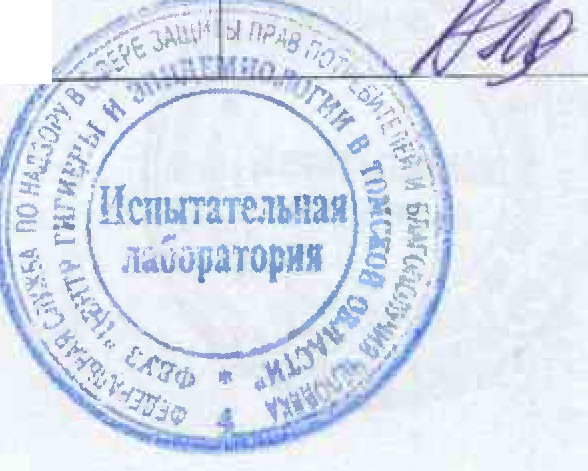 ФЕДЕРАЛЬНАЯ СЛУЖБА ПО НАДЗОРУ В СФЕРЕ ЗАЩИТЫ ПРАВ ПОТРЕБИТЕЛЕЙ И БЛАГОПОЛУЧИЯ ЧЕЛОВЕКА
ФБУЗ "ЦЕНТР ГИГИЕНЫ И ЭПИДЕМИОЛОГИИ В ТОМСКОЙ ОБЛАСТИ" *
Испытательная
лаборатория
4